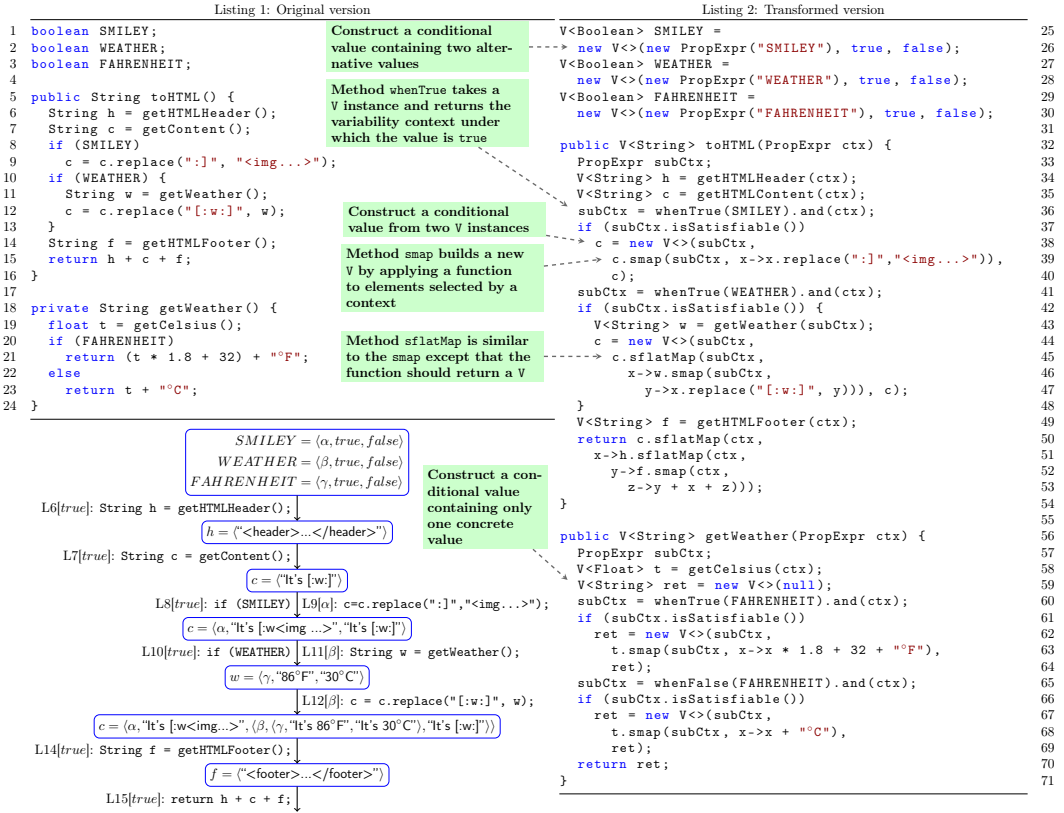 Listing 1: Original version
1 boolean SMILEY;
2 boolean WEATHER;
3 boolean FAHRENHEIT;
4
5 public String toHTML() {
6 String h = getHTMLHeader();
7 String c = getContent();
8 if (SMILEY)
9 c = c.replace(":]", "<img...>");
10 if (WEATHER) {
11 String w = getWeather();
12 c = c.replace("[:w:]", w);
13 }
14 String f = getHTMLFooter();
15 return h + c + f;
16 }
17
18 private String getWeather() {
19 float t = getCelsius();
20 if (FAHRENHEIT)
21 return (t * 1.8 + 32) + "°F";
22 else
23 return t + "°C";
24 }
Construct a conditional
value containing two alter-
native values
Method whenTrue takes a
V instance and returns the
variability context under
which the value is true
Construct a conditional
value from two V instances
Method smap builds a new
V by applying a function
to elements selected by a
context
Method sflatMap is similar
to the smap except that the
function should return a V
Construct a con-
ditional value
containing only
one concrete
value
Listing 2: Transformed version
V<Boolean> SMILEY = 25
new V<>(new PropExpr("SMILEY"), true, false); 26
V<Boolean> WEATHER = 27
new V<>(new PropExpr("WEATHER"), true, false); 28
V<Boolean> FAHRENHEIT = 29
new V<>(new PropExpr("FAHRENHEIT"), true, false); 30
31
public V<String> toHTML(PropExpr ctx) { 32
PropExpr subCtx; 33
V<String> h = getHTMLHeader(ctx); 34
V<String> c = getHTMLContent(ctx); 35
subCtx = whenTrue(SMILEY).and(ctx); 36
if (subCtx.isSatisfiable()) 37
c = new V<>(subCtx, 38
c.smap(subCtx, x->x.replace(":]","<img...>")), 39
c); 40
subCtx = whenTrue(WEATHER).and(ctx); 41
if (subCtx.isSatisfiable()) { 42
V<String> w = getWeather(subCtx); 43
c = new V<>(subCtx, 44
c.sflatMap(subCtx, 45
x->w.smap(subCtx, 46
y->x.replace("[:w:]", y))), c); 47
} 48
V<String> f = getHTMLFooter(ctx); 49
return c.sflatMap(ctx, 50
x->h.sflatMap(ctx, 51
y->f.smap(ctx, 52
z->y + x + z))); 53
} 54
55
public V<String> getWeather(PropExpr ctx) { 56
PropExpr subCtx; 57
V<Float> t = getCelsius(ctx); 58
V<String> ret = new V<>(null); 59
subCtx = whenTrue(FAHRENHEIT).and(ctx); 60
if (subCtx.isSatisfiable()) 61
ret = new V<>(subCtx, 62
t.smap(subCtx, x->x * 1.8 + 32 + "°F"), 63
ret); 64
subCtx = whenFalse(FAHRENHEIT).and(ctx); 65
if (subCtx.isSatisfiable()) 66
ret = new V<>(subCtx, 67
t.smap(subCtx, x->x + "°C"), 68
ret); 69
return ret; 70
} 71
SMILEY = ⟨α, true, false⟩
WEATHER = ⟨β, true, false⟩
FAHRENHEIT = ⟨γ, true, false⟩
L6[true]: String h = getHTMLHeader();
h = ⟨“<header>...</header>”⟩
L7[true]: String c = getContent();
c = ⟨“It's [:w:]”⟩
L8[true]: if (SMILEY) L9[α]: c=c.replace(":]","<img...>");
c = ⟨α, “It's [:w<img ...>”, “It's [:w:]”⟩
L10[true]: if (WEATHER) L11[β]: String w = getWeather();
w = ⟨γ, “86°F”, “30°C”⟩
L12[β]: c = c.replace("[:w:]", w);
c = ⟨α, “It's [:w<img...>”, ⟨β, ⟨γ, “It's 86°F”, “It's 30°C”⟩, “It's [:w:]”⟩⟩
L14[true]: String f = getHTMLFooter();
f = ⟨“<footer>...</footer>”⟩
L15[true]: return h + c + f;